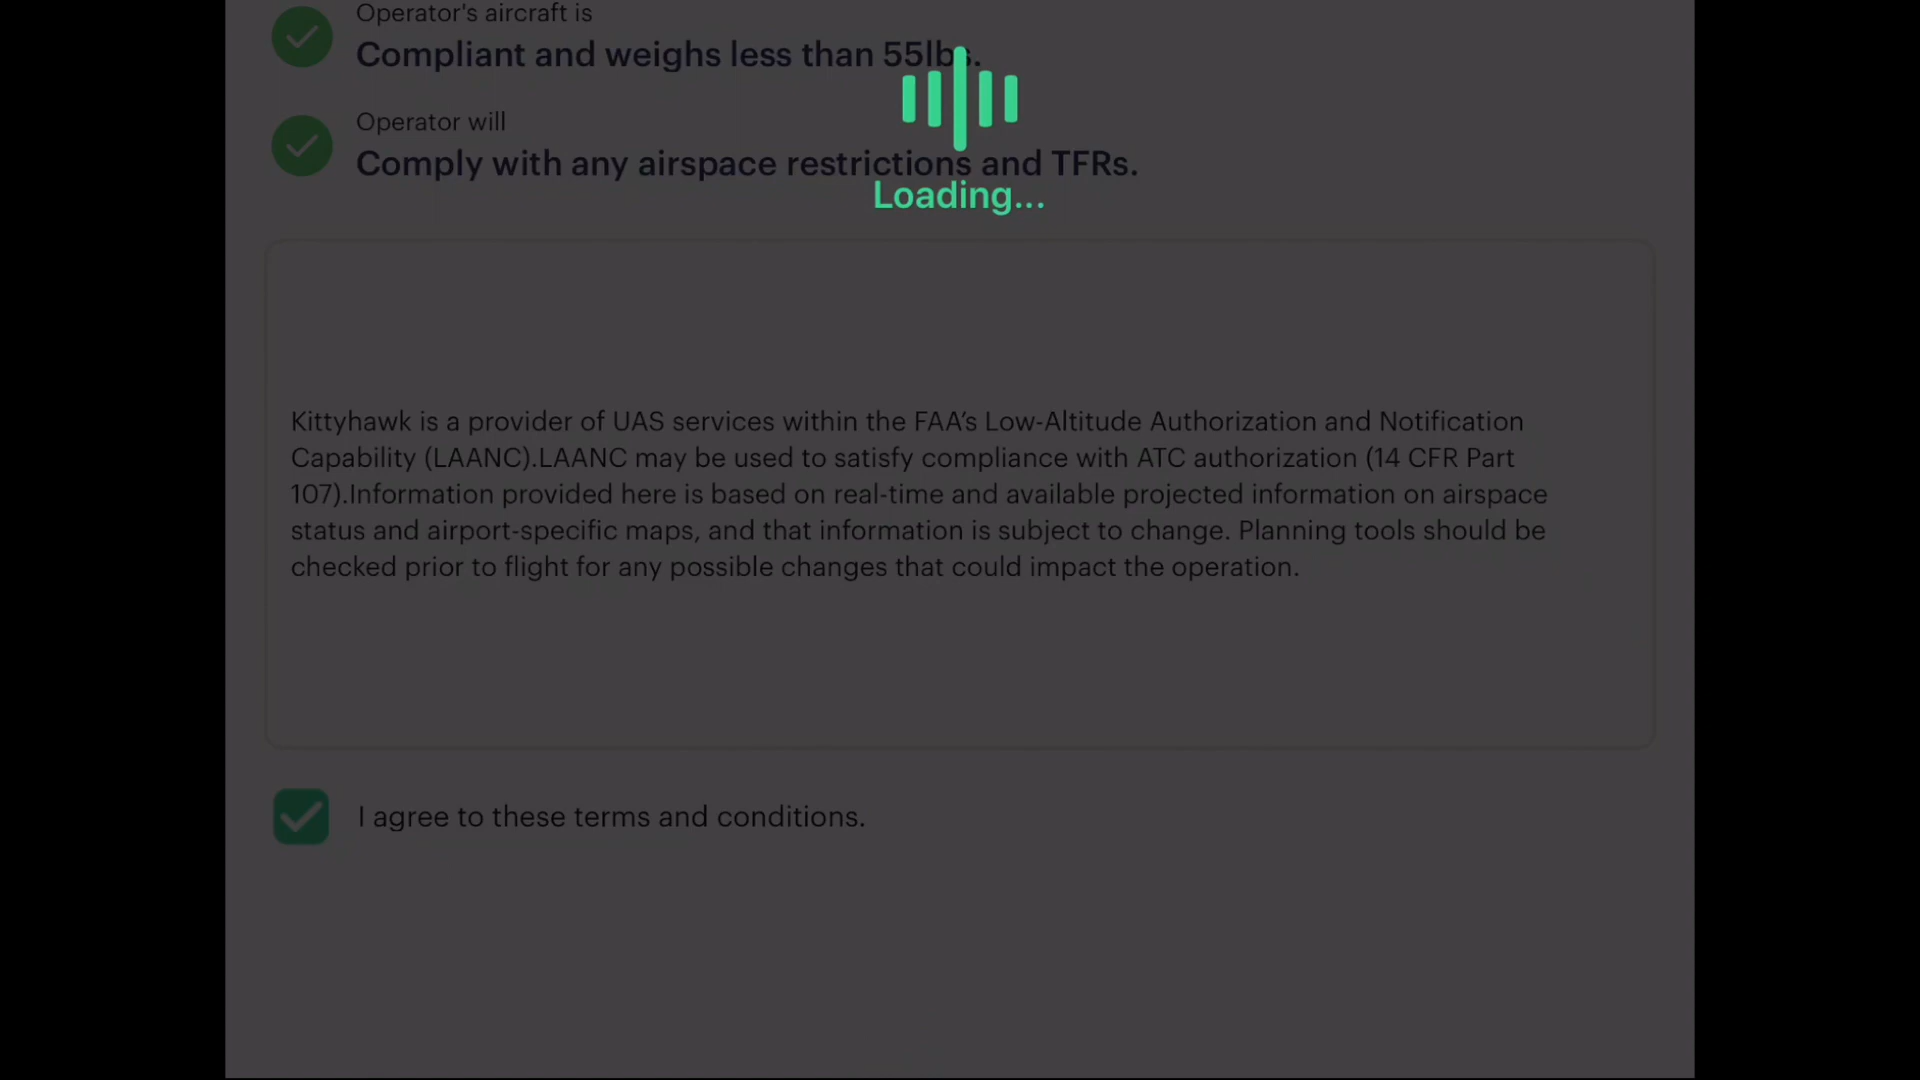 Operator's aircraft is
Compliant and weighs less than 55lbs.
Operator will
Comply with any airspace restrictions and TFRs.
Loading...
Kittyhawk is a provider of UAS services within the FAA’s Low-Altitude Authorization and Notification
Capability (LAANC).LAANC may be used to satisfy compliance with ATC authorization (14 CFR Part
107).Information provided here is based on real-time and available projected information on airspace
status and airport-specific maps, and that information is subject to change. Planning tools should be
checked prior to flight for any possible changes that could impact the operation.
I agree to these terms and conditions.